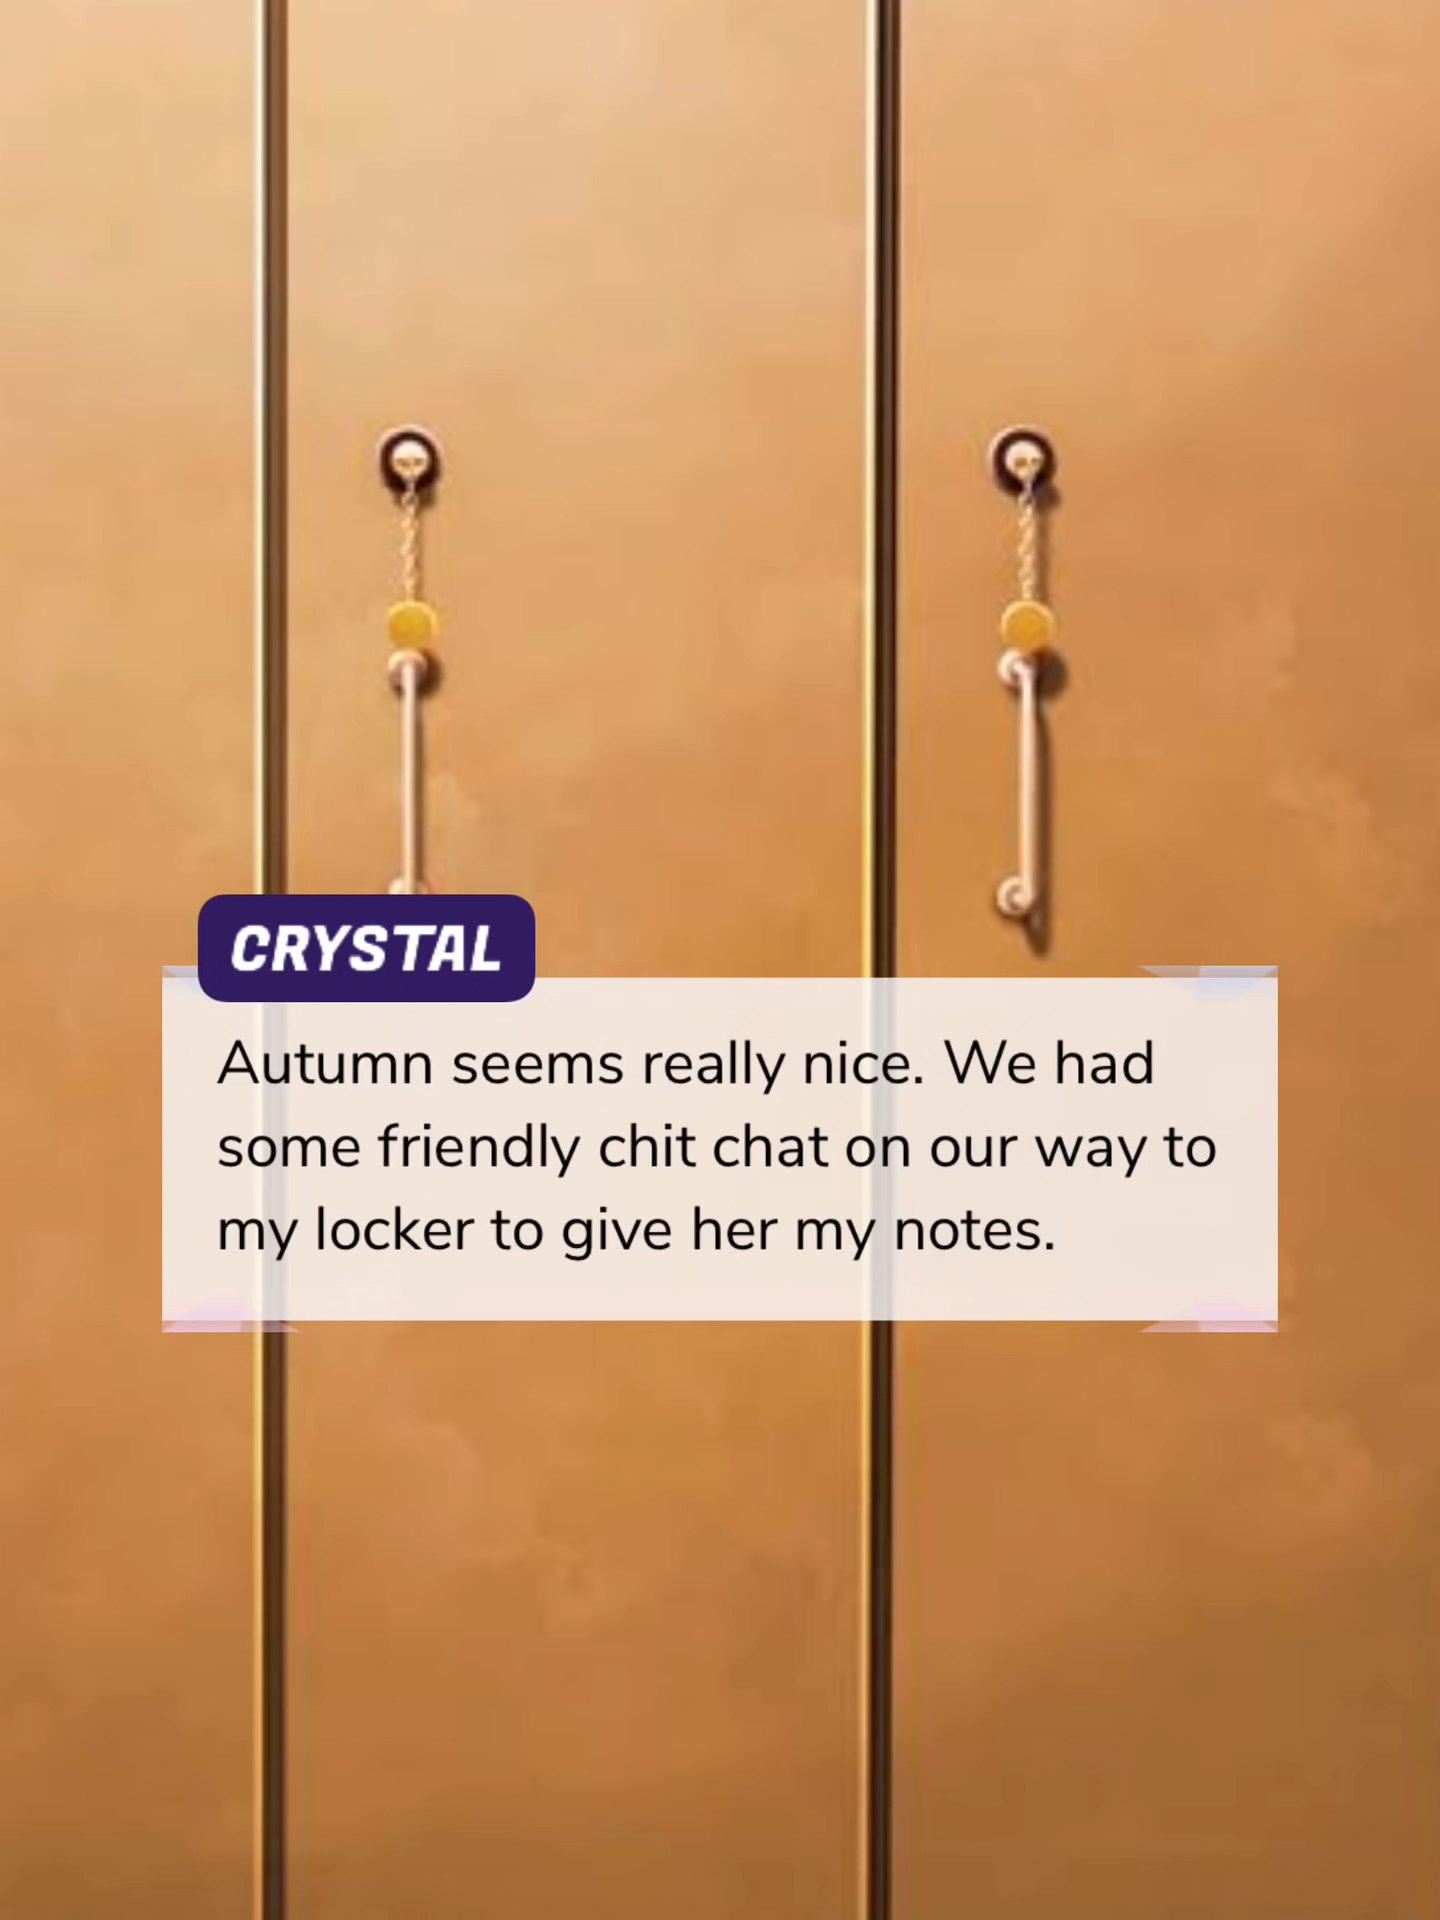 CRYSTAL
Autumn seems really nice. We had
some friendly chit chat on our way to
my locker to give her my notes.